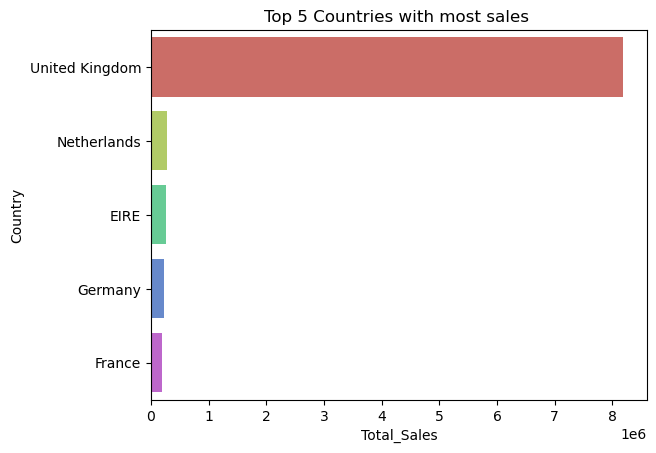 Top 5 Countries with most sales
Country
United Kingdom
Netherlands
EIRE
Germany
France
0 1 2 3 4 5 6 7 8
1e6
Total_Sales